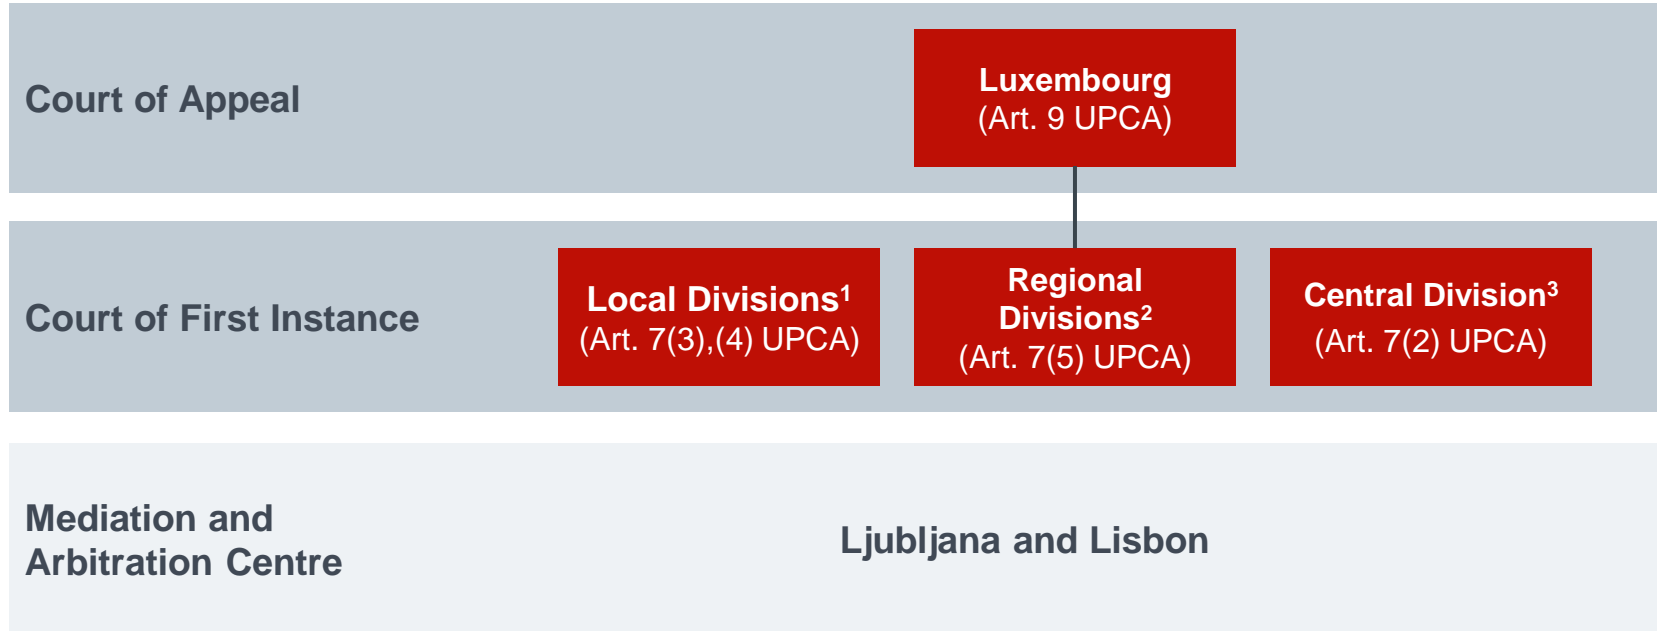 Court of Appeal
Luxembourg
(Art. 9 UPCA)
Court of First Instance
Local Divisions¹
(Art. 7(3),(4) UPCA)
Regional
Divisions²
(Art. 7(5) UPCA)
Central Division³
(Art. 7(2) UPCA)
Mediation and
Arbitration Centre
Ljubljana and Lisbon